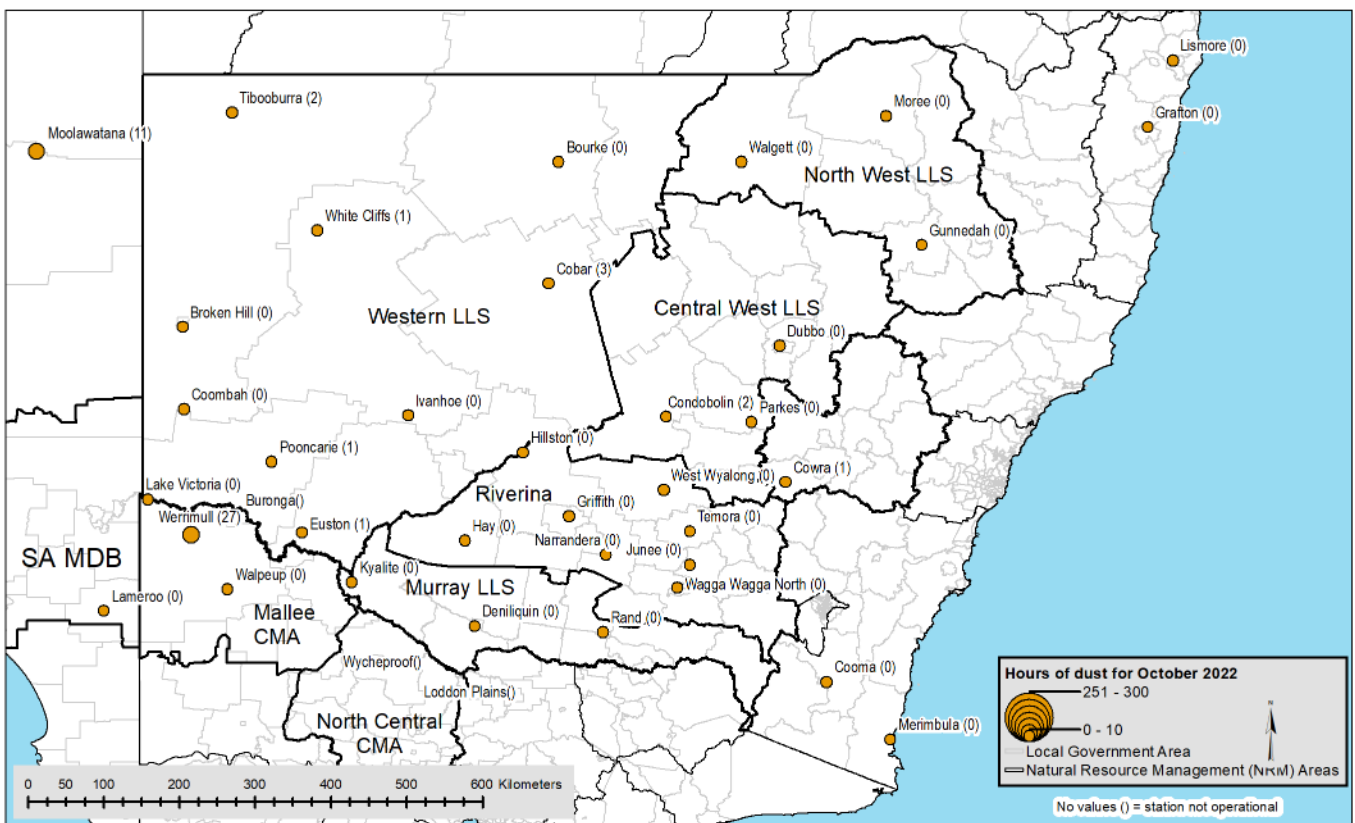 Lismore (0)
Tibooburra (2)
Moree (0)
Moolawatana (11)
Grafton (0)
Bourke (0)
Walgett (0)
North West LLS
White Cliffs (1)
Gunnedah (0)
Cobar (3)
Central West LLS
Broken Hill (0)
Western LLS
Dubbo (0)
Coombah (0)
Ivanhoe (0)
Condobolin (2)
Parkes (0)
Hillston (0)
Pooncarie (1)
West Wyalong (0)
Cowra (1)
Lake Victoria (0)
Buronga()
Riverina
Griffith (0)
Werrimull (27)
Euston (1)
Hay (0)
Temora (0)
Narrandera (0)
Junee (0)
SA MDB
Walpeup (0)
Kyalite (0)
Murray LLS
Wagga Wagga North (0)
Lameroo (0)
Mallee
CMA
Deniliquin (0)
Rand (0)
Wycheproof()
Cooma (0)
Loddon Plains()
North Central
CMA
Merimbula (0)
Hours of dust for October 2022
251 - 300
0 - 10
N
Local Government Area
Natural Resource Management (NRM) Areas
0 50 100 150 200 300 400 500 600 Kilometers
No values () = station not operational